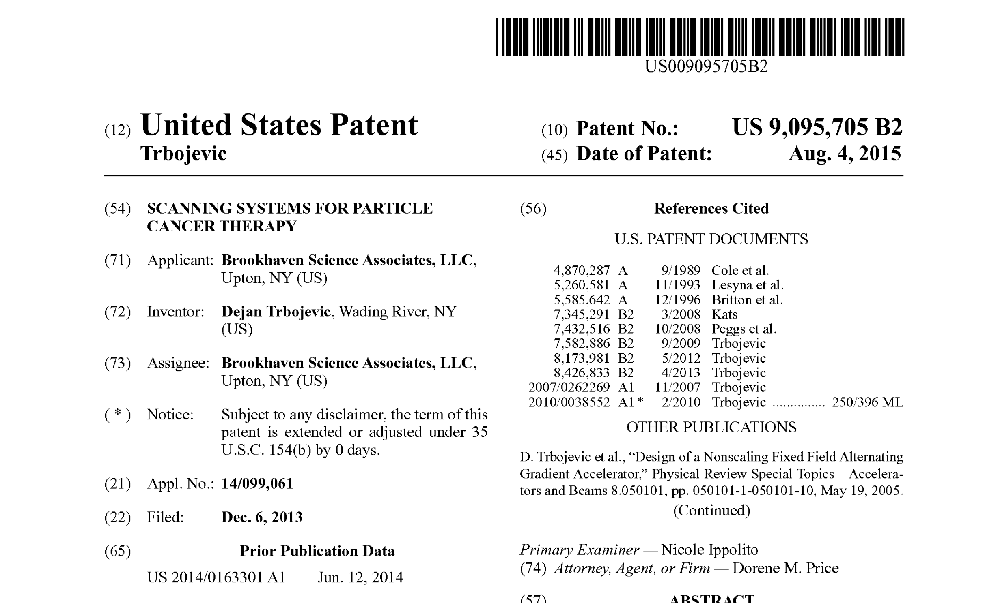 US009095705B2
(12) United States Patent
Trbojevic
(10) Patent No.: US 9,095,705 B2
(45) Date of Patent: Aug. 4, 2015
(54) SCANNING SYSTEMS FOR PARTICLE
CANCER THERAPY
(71) Applicant: Brookhaven Science Associates, LLC,
Upton, NY (US)
(72) Inventor: Dejan Trbojevic, Wading River, NY
(US)
(73) Assignee: Brookhaven Science Associates, LLC,
Upton, NY (US)
( * ) Notice: Subject to any disclaimer, the term of this
patent is extended or adjusted under 35
U.S.C. 154(b) by 0 days.
(21) Appl. No.: 14/099,061
(22) Filed: Dec. 6, 2013
(65) Prior Publication Data
US 2014/0163301 A1 Jun. 12, 2014
(56) References Cited
U.S. PATENT DOCUMENTS
4,870,287 A 9/1989 Cole et al.
5,260,581 A 11/1993 Lesyna et al.
5,585,642 A 12/1996 Britton et al.
7,345,291 B2 3/2008 Kats
7,432,516 B2 10/2008 Peggs et al.
7,582,886 B2 9/2009 Trbojevic
8,173,981 B2 5/2012 Trbojevic
8,426,833 B2 4/2013 Trbojevic
2007/0262269 A1 11/2007 Trbojevic
2010/0038552 A1* 2/2010 Trbojevic ............... 250/396 ML
OTHER PUBLICATIONS
D. Trbojevic et al., “Design of a Nonscaling Fixed Field Alternating
Gradient Accelerator,” Physical Review Special Topics—Accelera-
tors and Beams 8.050101, pp. 050101-1-050101-10, May 19, 2005.
(Continued)
Primary Examiner — Nicole Ippolito
(74) Attorney, Agent, or Firm — Dorene M. Price
(57) ABSTRACT